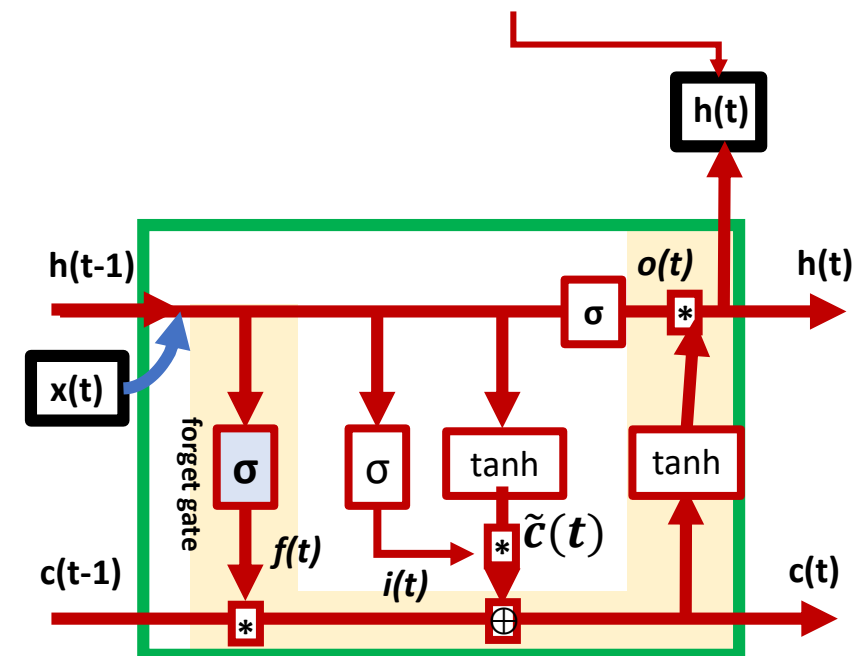 h(t)
h(t-1)
o(t)
h(t)
σ
*
x(t)
forget gate
σ
σ
tanh
tanh
f(t)
i(t)
*
c̃(t)
c(t-1)
c(t)
*
⊕